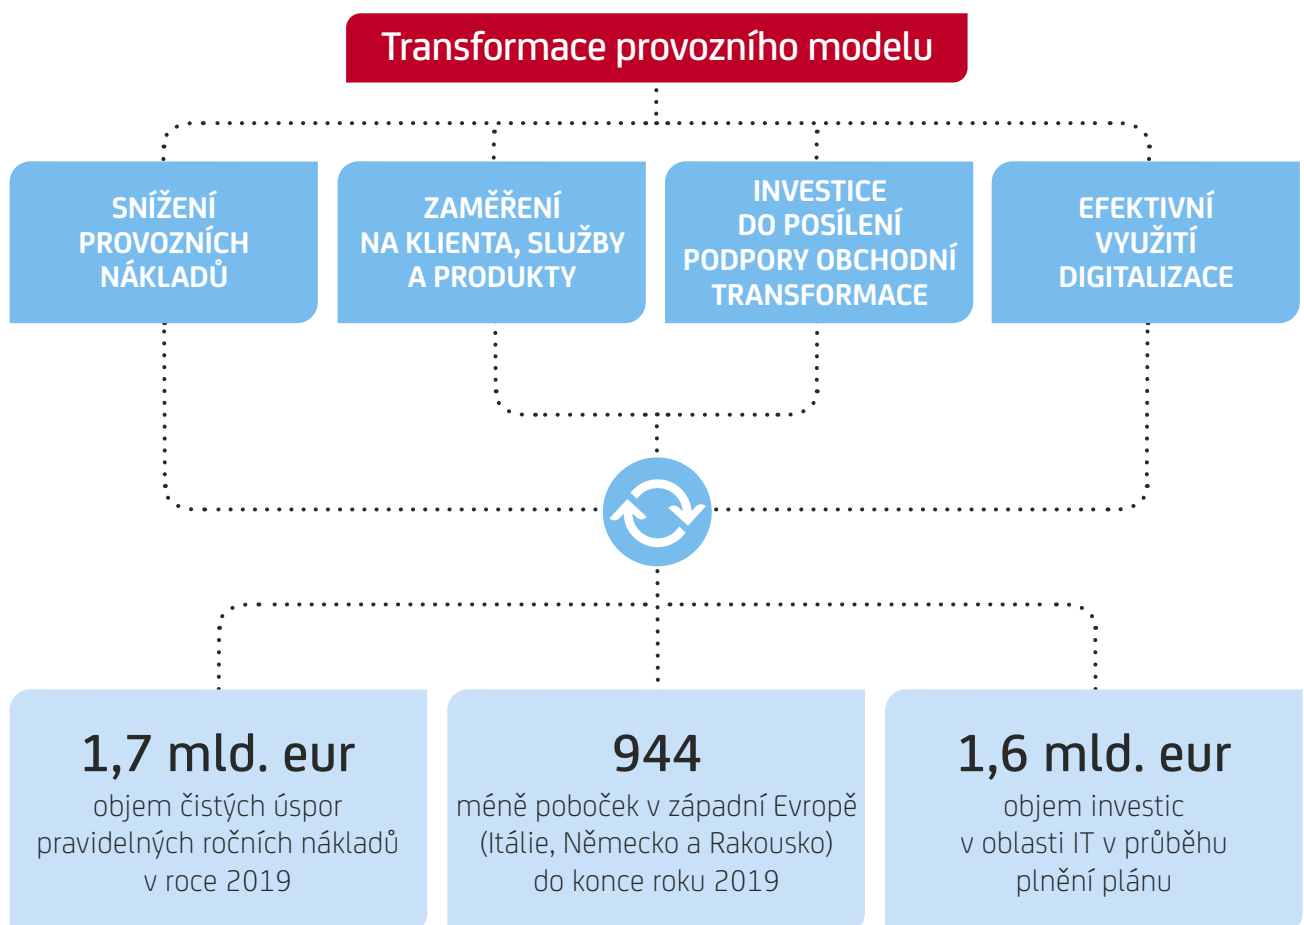 Transformace provozního modelu
SNÍŽENÍ
PROVOZNÍCH
NÁKLADŮ
ZAMĚŘENÍ
NA KLIENTA, SLUŽBY
A PRODUKTY
INVESTICE
DO POSÍLENÍ
PODPORY OBCHODNÍ
TRANSFORMACE
EFEKTIVNÍ
VYUŽITÍ
DIGITALIZACE
1,7 mld. eur
objem čistých úspor
pravidelných ročních nákladů
v roce 2019
944
méně poboček v západní Evropě
(Itálie, Německo a Rakousko)
do konce roku 2019
1,6 mld. eur
objem investic
v oblasti IT v průběhu
plnění plánu